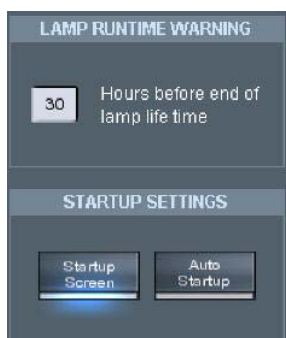 LAMP RUNTIME WARNING
30
Hours before end of
lamp life time
STARTUP SETTINGS
Startup
Screen
Auto
Startup